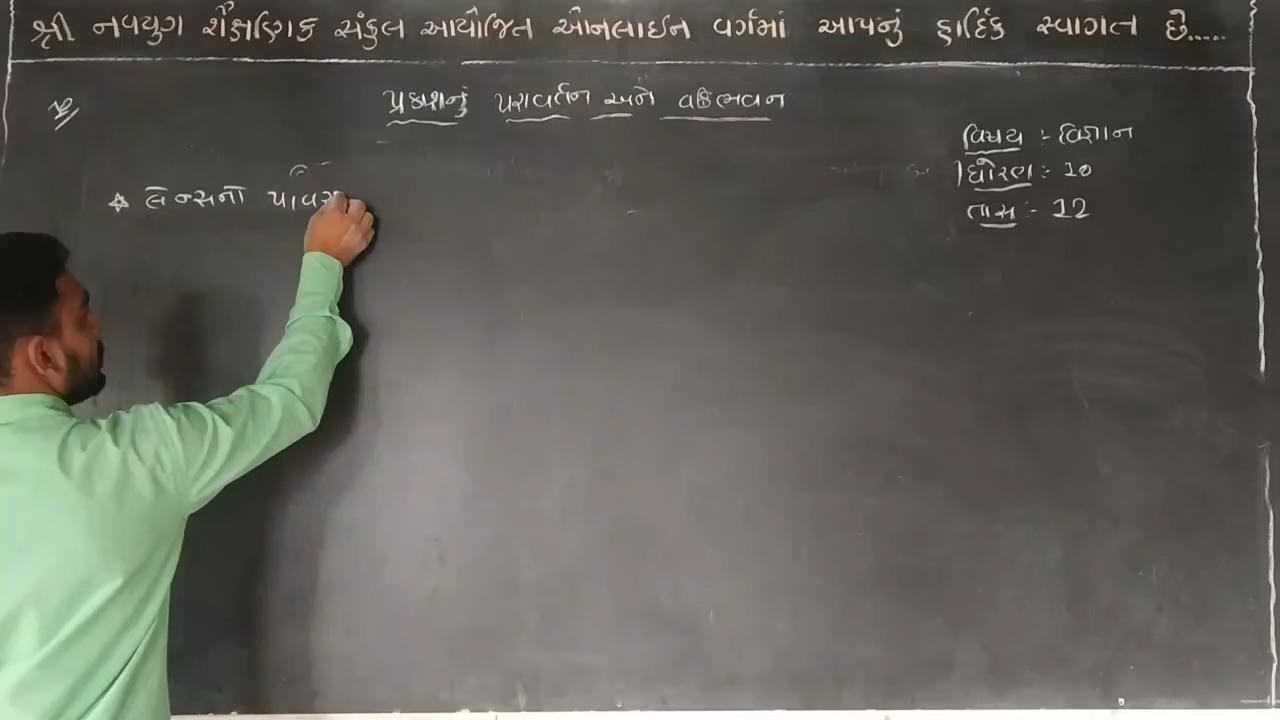 શ્રી નવયુગ શૈક્ષણિક સંકુલ આયોજિત ઓનલાઇન વર્ગમાં આપનું હાર્દિક સ્વાગત છે.....
પ્રકાશનું પરાવર્તન અને વક્રિભવન
વિષય :- વિજ્ઞાન
ધોરણ :- 10
તાસ :- 12
☆ લેન્સનો પાવર